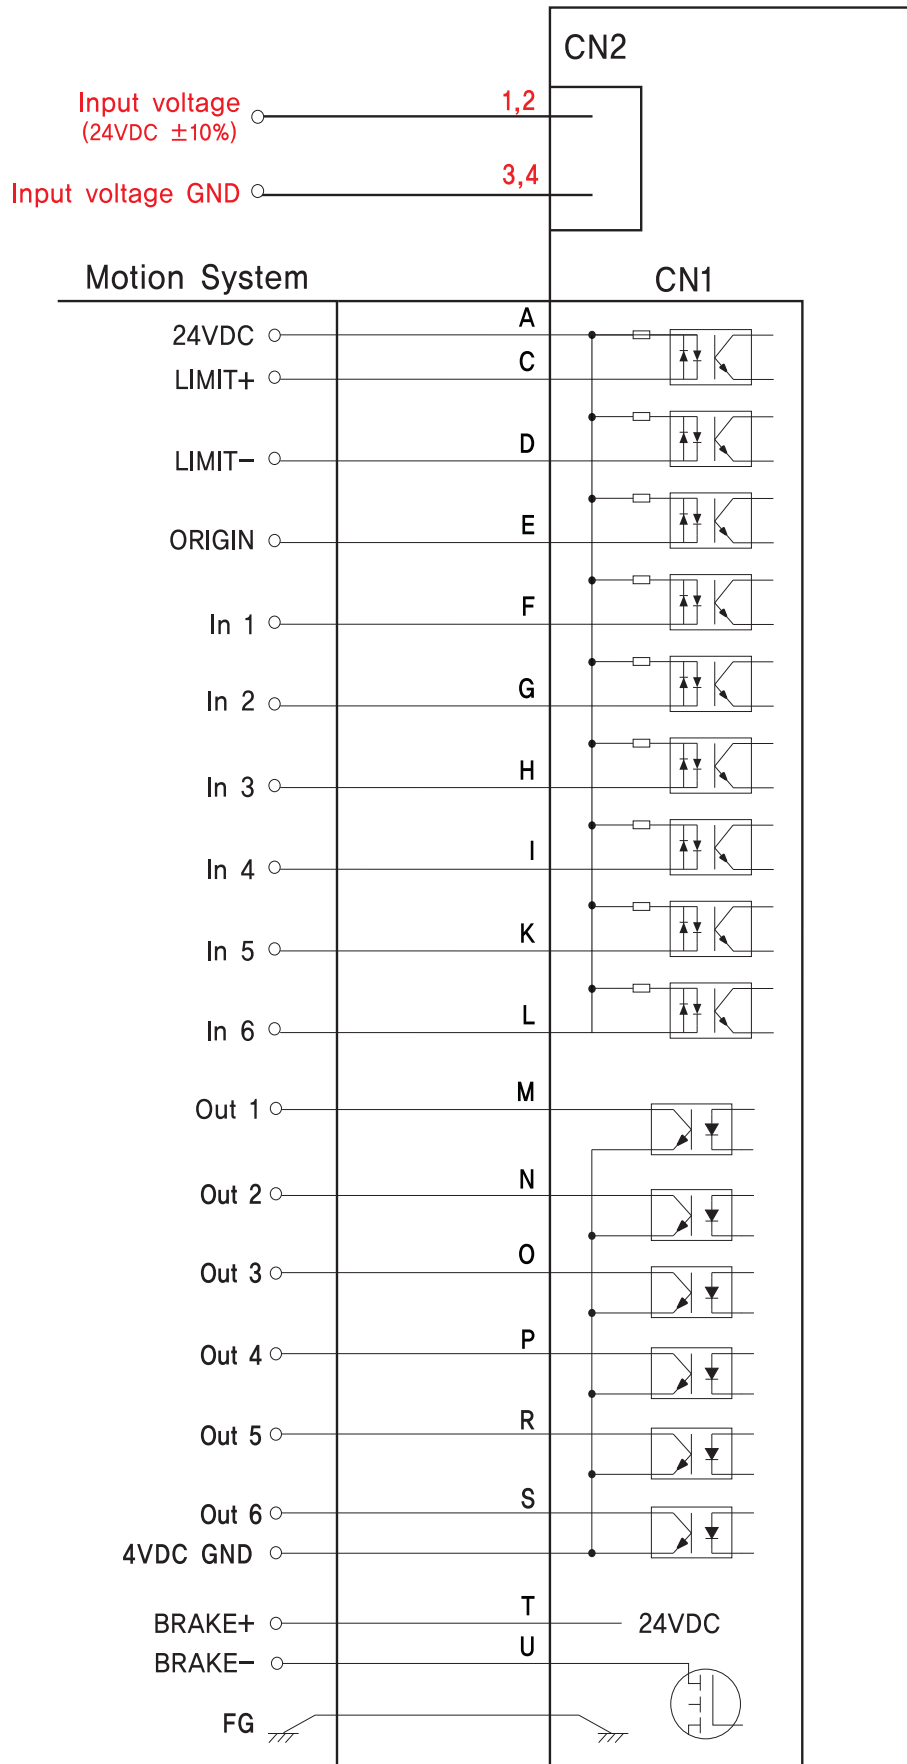 CN2
Input voltage 1,2
(24VDC ±10%)
Input voltage GND 3,4
Motion System CN1
24VDC A
LIMIT+ C
LIMIT- D
ORIGIN E
In 1 F
In 2 G
In 3 H
In 4 I
In 5 K
In 6 L
Out 1 M
Out 2 N
Out 3 O
Out 4 P
Out 5 R
Out 6 S
4VDC GND
BRAKE+ T 24VDC
BRAKE- U
FG